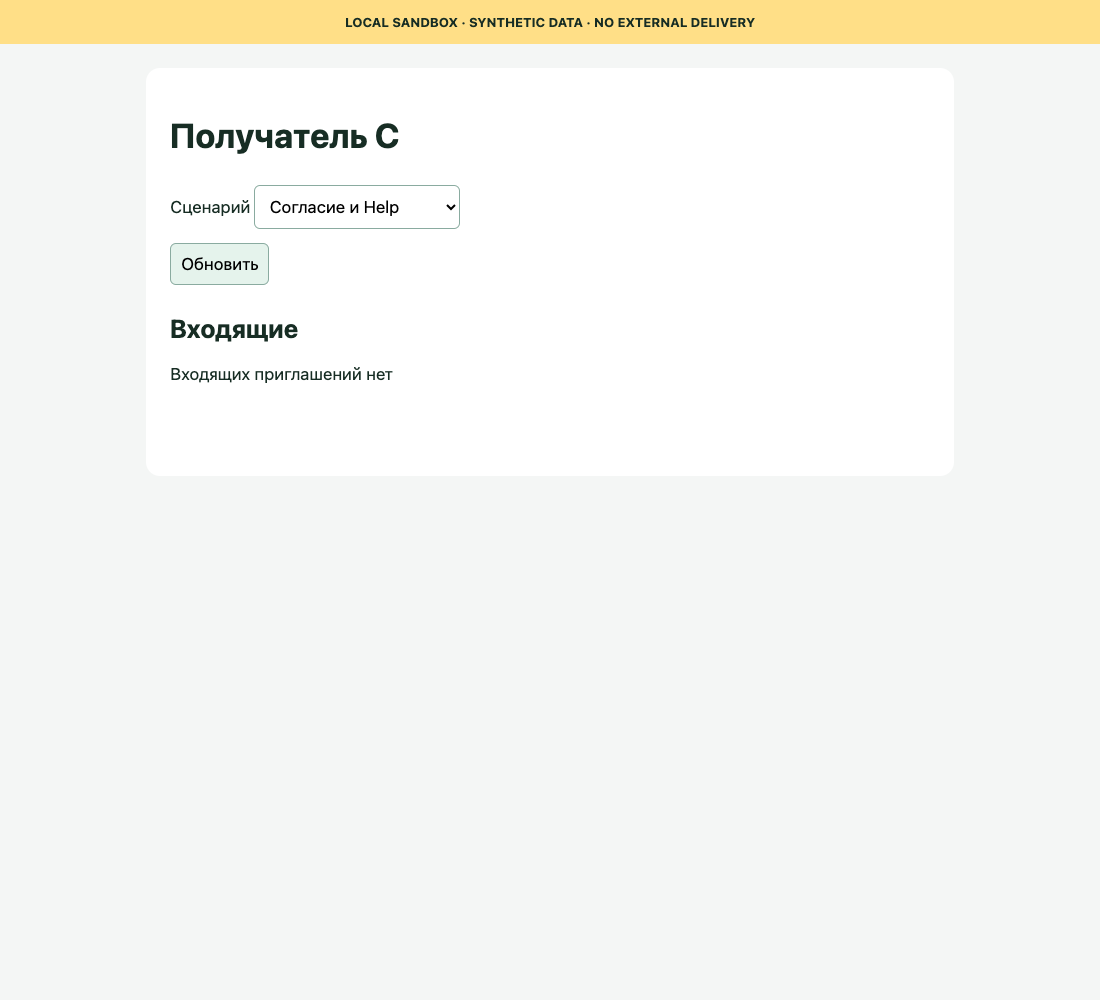 LOCAL SANDBOX · SYNTHETIC DATA · NO EXTERNAL DELIVERY
Получатель C
Сценарий Согласие и Help
Обновить
Входящие
Входящих приглашений нет